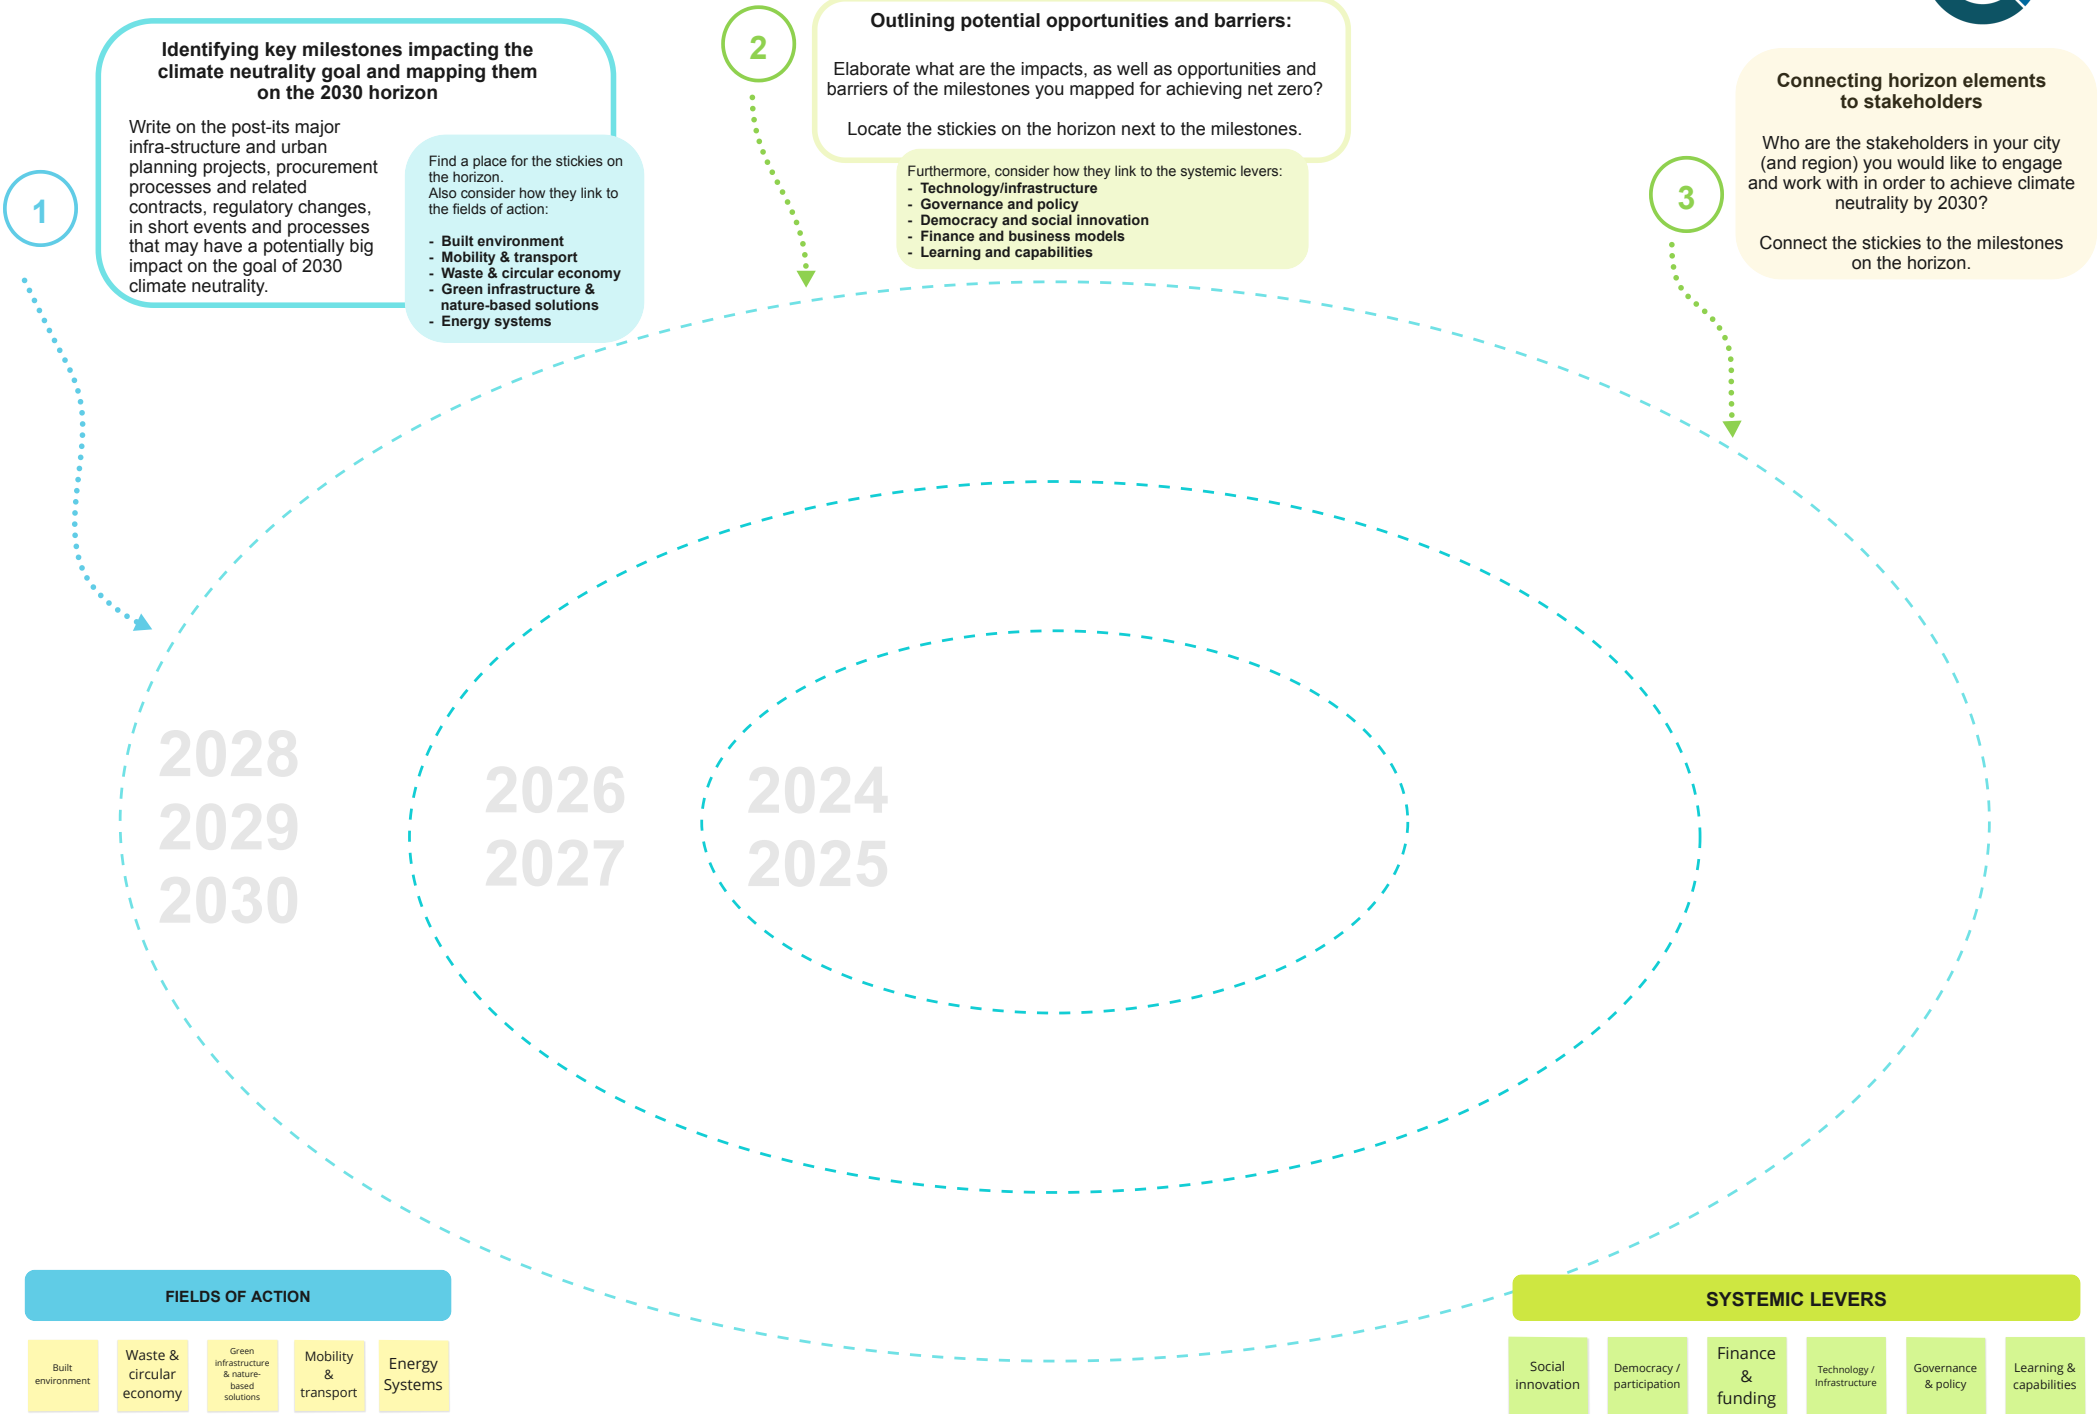 1
Identifying key milestones impacting the
climate neutrality goal and mapping them
on the 2030 horizon
Write on the post-its major
infra-structure and urban
planning projects, procurement
processes and related
contracts, regulatory changes,
in short events and processes
that may have a potentially big
impact on the goal of 2030
climate neutrality.
Find a place for the stickies on
the horizon.
Also consider how they link to
the fields of action:
- Built environment
- Mobility & transport
- Waste & circular economy
- Green infrastructure &
nature-based solutions
- Energy systems
2
Outlining potential opportunities and barriers:
Elaborate what are the impacts, as well as opportunities and
barriers of the milestones you mapped for achieving net zero?
Locate the stickies on the horizon next to the milestones.
Furthermore, consider how they link to the systemic levers:
- Technology/infrastructure
- Governance and policy
- Democracy and social innovation
- Finance and business models
- Learning and capabilities
3
Connecting horizon elements
to stakeholders
Who are the stakeholders in your city
(and region) you would like to engage
and work with in order to achieve climate
neutrality by 2030?
Connect the stickies to the milestones
on the horizon.
2028
2029
2030
2026
2027
2024
2025
FIELDS OF ACTION
Built
environment
Waste &
circular
economy
Green
infrastructure
& nature-
based
solutions
Mobility
&
transport
Energy
Systems
SYSTEMIC LEVERS
Social
innovation
Democracy /
participation
Finance
&
funding
Technology /
Infrastructure
Governance
& policy
Learning &
capabilities